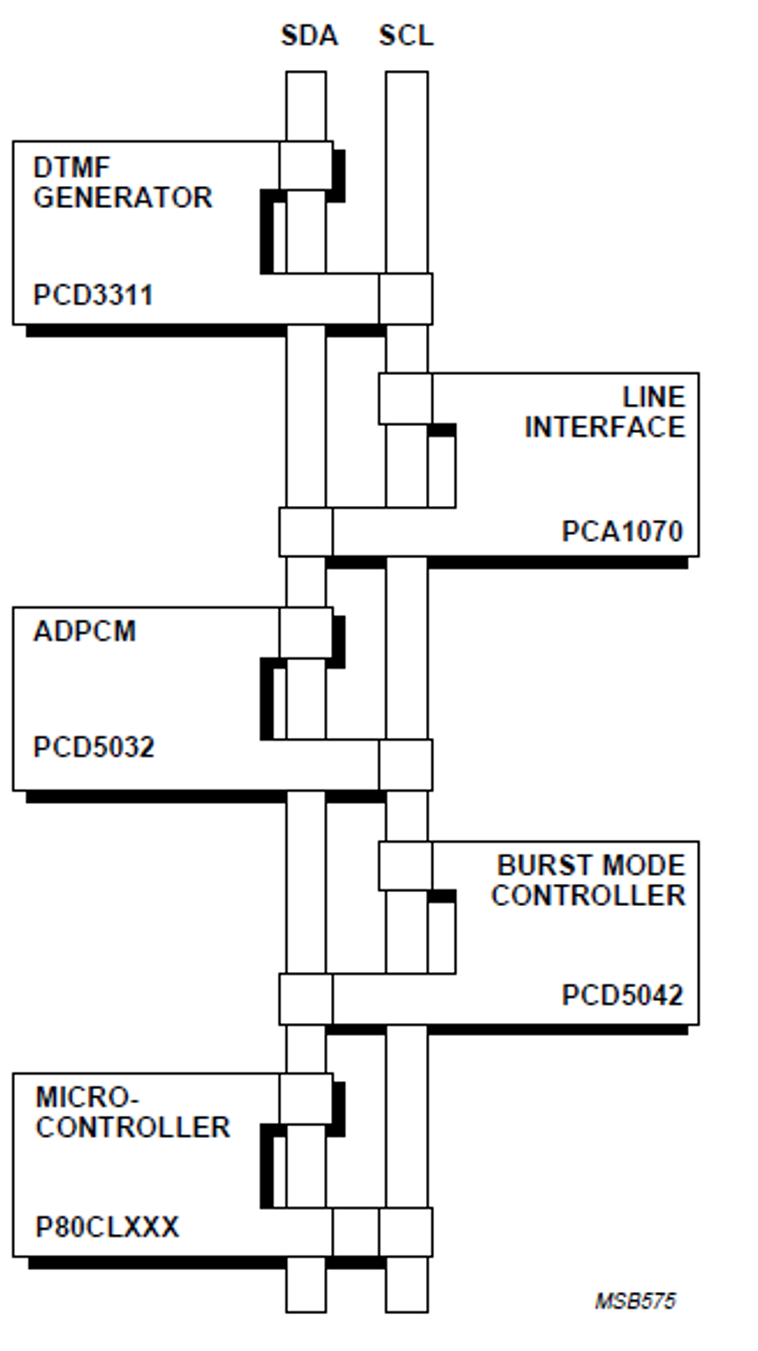 SDA SCL
DTMF
GENERATOR
PCD3311
LINE
INTERFACE
PCA1070
ADPCM
PCD5032
BURST MODE
CONTROLLER
PCD5042
MICRO-
CONTROLLER
P80CLXXX
MSB575